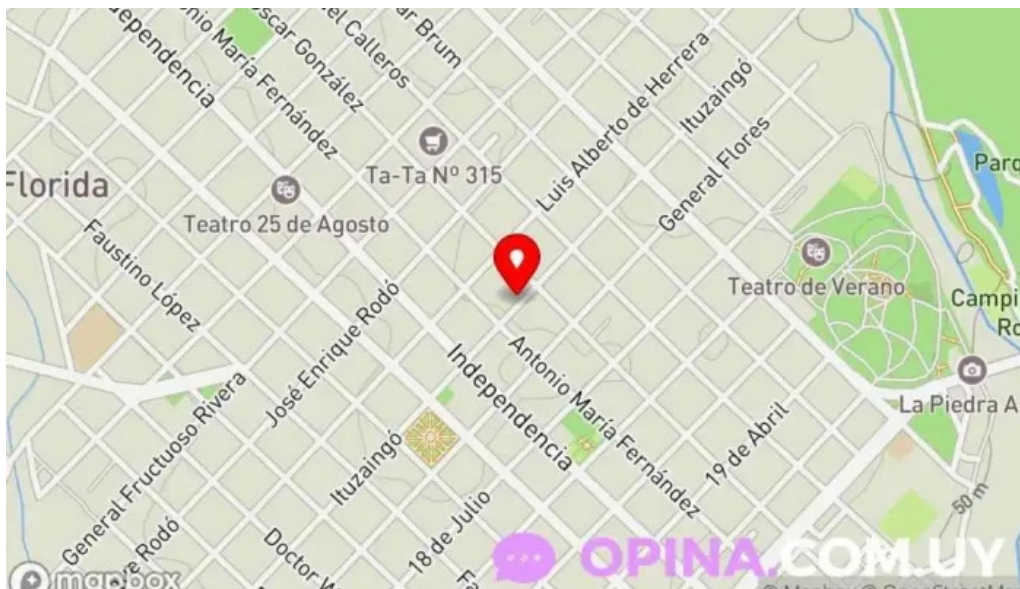 Independencia
Antonio María Fernández
Oscar González
Calleros
Brum
Luis Alberto de Herrera
Ituzaingó
General Flores
Ta-Ta Nº 315
Florida
Teatro 25 de Agosto
Faustino López
Teatro de Verano
José Enrique Rodó
Antonio María Fernández
Independencia
La Piedra A
General Fructuoso Rivera
Ituzaingó
19 de Abril
18 de Julio
50 m
Rodó
Doctor
OPINA.COM.UY
mapbox